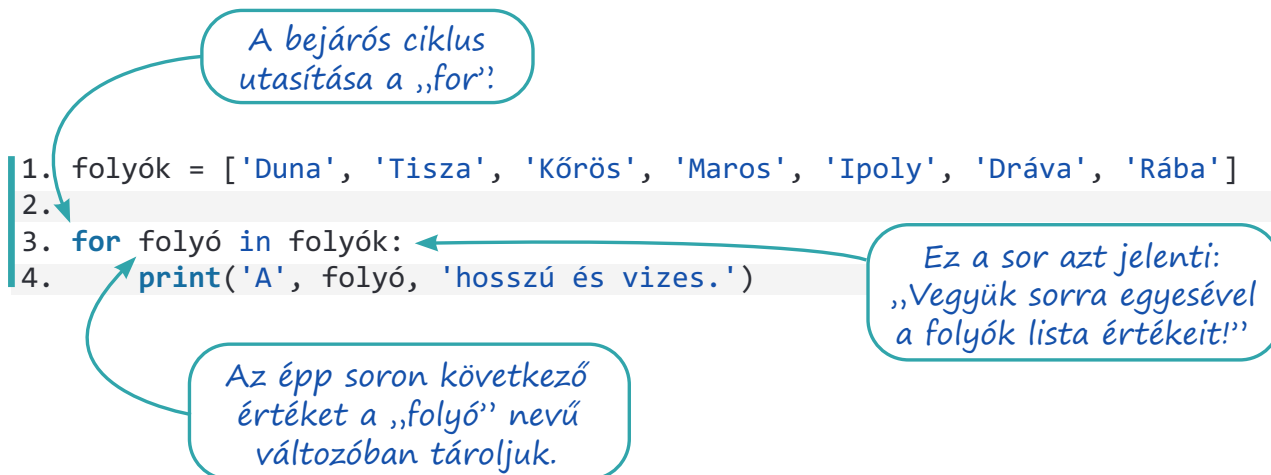 A bejárós ciklus
utasítása a „for”.
1. folyók = ['Duna', 'Tisza', 'Kőrös', 'Maros', 'Ipoly', 'Dráva', 'Rába']
2.
3. for folyó in folyók:
4.     print('A', folyó, 'hosszú és vizes.')
Ez a sor azt jelenti:
„Vegyük sorra egyesével
a folyók lista értékeit!”
Az épp soron következő
értéket a „folyó” nevű
változóban tároljuk.